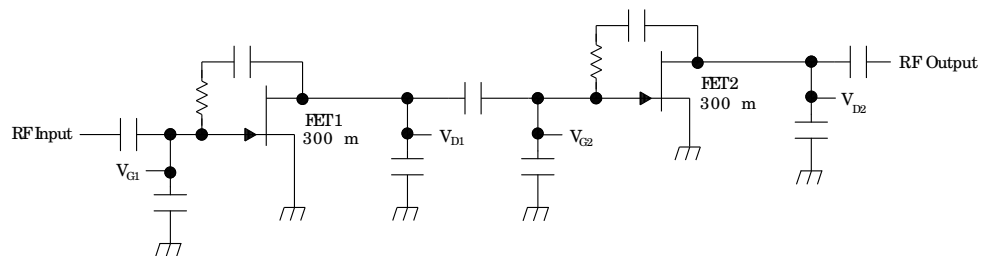 RF Input
V_G1
FET1
300 m
V_D1
V_G2
FET2
300 m
V_D2
RF Output